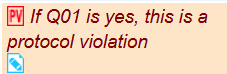 PV If Q01 is yes, this is a
protocol violation